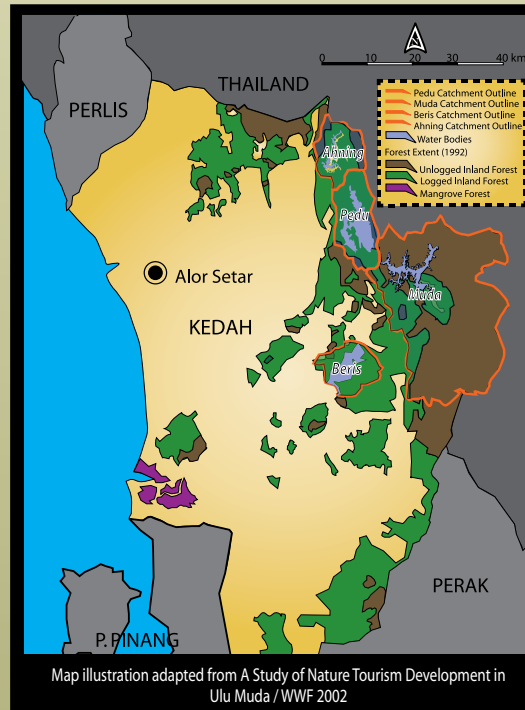 0 10 20 30 40 km
THAILAND
PERLIS
Pedu Catchment Outline
Muda Catchment Outline
Beris Catchment Outline
Ahning Catchment Outline
Water Bodies
Forest Extent (1992)
Unlogged Inland Forest
Logged Inland Forest
Mangrove Forest
Ahning
Pedu
Alor Setar
Muda
KEDAH
Beris
PERAK
P. PINANG
Map illustration adapted from A Study of Nature Tourism Development in
Ulu Muda / WWF 2002